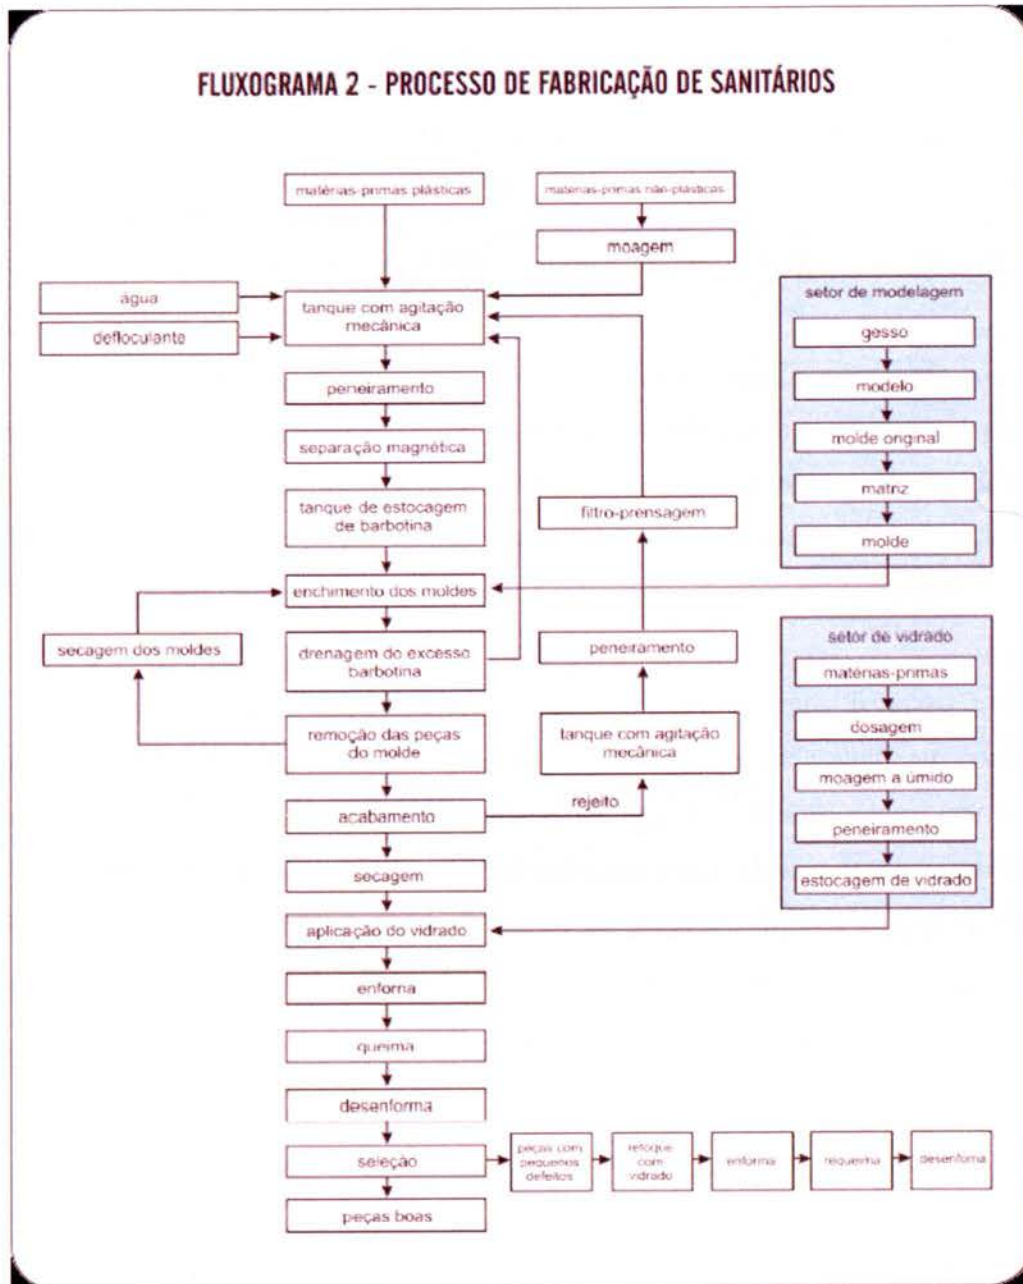 FLUXOGRAMA 2 - PROCESSO DE FABRICAÇÃO DE SANITÁRIOS
matérias-primas plásticas
matérias-primas não-plásticas
moagem
água
defloculante
tanque com agitação
mecânica
peneiramento
separação magnética
tanque de estocagem
de barbotina
enchimento dos moldes
secagem dos moldes
drenagem do excesso
barbotina
remoção das peças
do molde
acabamento
rejeito
tanque com agitação
mecânica
peneiramento
filtro-prensagem
setor de modelagem
gesso
modelo
molde original
matriz
molde
setor de vidrado
matérias-primas
dosagem
moagem a úmido
peneiramento
estocagem de vidrado
secagem
aplicação do vidrado
enforna
queima
desenforma
seleção
peças com
pequenos
defeitos
retoque
com
vidrado
enforna
requeima
desenforna
peças boas